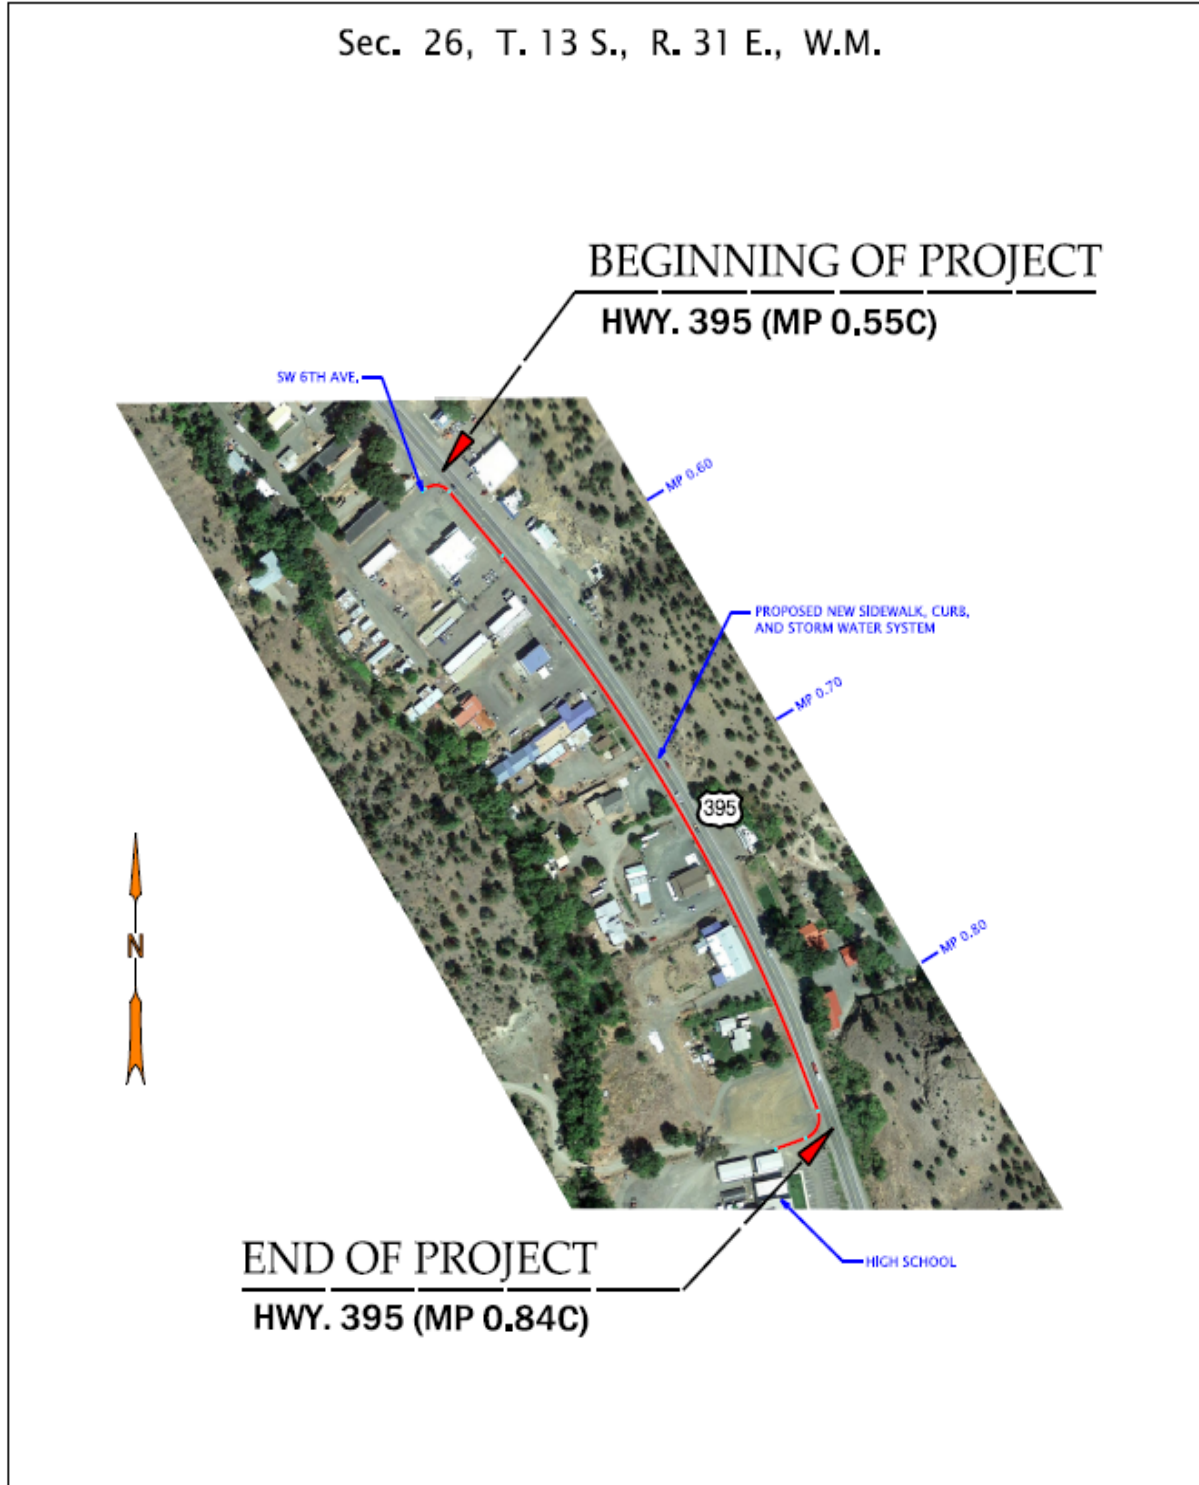 Sec. 26, T. 13 S., R. 31 E., W.M.
BEGINNING OF PROJECT
HWY. 395 (MP 0.55C)
SW 6TH AVE.
MP 0.60
PROPOSED NEW SIDEWALK, CURB,
AND STORM WATER SYSTEM
MP 0.70
395
N
MP 0.80
END OF PROJECT
HWY. 395 (MP 0.84C)
HIGH SCHOOL